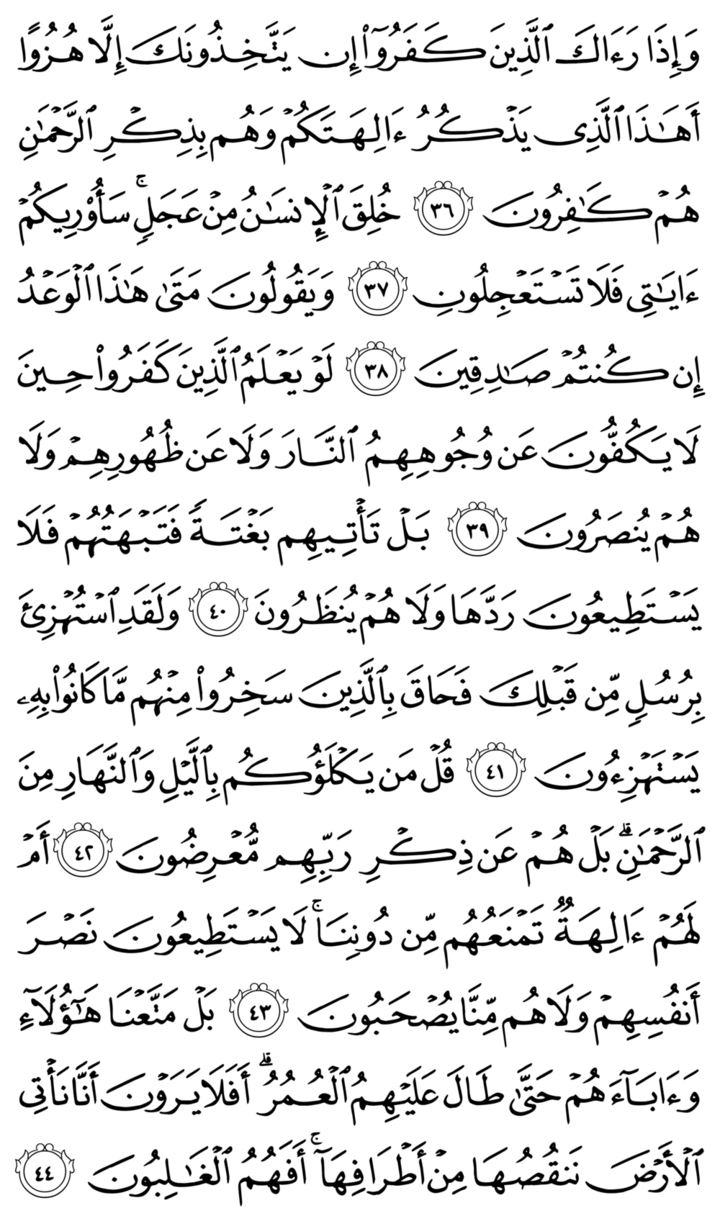 وَإِذَا رَءَاكَ ٱلَّذِينَ كَفَرُوٓا۟ إِن يَتَّخِذُونَكَ إِلَّا هُزُوًا
أَهَـٰذَا ٱلَّذِى يَذْكُرُ ءَالِهَتَكُمْ وَهُم بِذِكْرِ ٱلرَّحْمَـٰنِ
هُمْ كَـٰفِرُونَ ٣٦ خُلِقَ ٱلْإِنسَـٰنُ مِنْ عَجَلٍ ۚ سَأُو۟رِيكُمْ
ءَايَـٰتِى فَلَا تَسْتَعْجِلُونِ ٣٧ وَيَقُولُونَ مَتَىٰ هَـٰذَا ٱلْوَعْدُ
إِن كُنتُمْ صَـٰدِقِينَ ٣٨ لَوْ يَعْلَمُ ٱلَّذِينَ كَفَرُوا۟ حِينَ
لَا يَكُفُّونَ عَن وُجُوهِهِمُ ٱلنَّارَ وَلَا عَن ظُهُورِهِمْ وَلَا
هُمْ يُنصَرُونَ ٣٩ بَلْ تَأْتِيهِم بَغْتَةً فَتَبْهَتُهُمْ فَلَا
يَسْتَطِيعُونَ رَدَّهَا وَلَا هُمْ يُنظَرُونَ ٤٠ وَلَقَدِ ٱسْتُهْزِئَ
بِرُسُلٍ مِّن قَبْلِكَ فَحَاقَ بِٱلَّذِينَ سَخِرُوا۟ مِنْهُم مَّا كَانُوا۟ بِهِۦ
يَسْتَهْزِءُونَ ٤١ قُلْ مَن يَكْلَؤُكُم بِٱلَّيْلِ وَٱلنَّهَارِ مِنَ
ٱلرَّحْمَـٰنِ ۗ بَلْ هُمْ عَن ذِكْرِ رَبِّهِم مُّعْرِضُونَ ٤٢ أَمْ
لَهُمْ ءَالِهَةٌ تَمْنَعُهُم مِّن دُونِنَا ۚ لَا يَسْتَطِيعُونَ نَصْرَ
أَنفُسِهِمْ وَلَا هُم مِّنَّا يُصْحَبُونَ ٤٣ بَلْ مَتَّعْنَا هَـٰٓؤُلَآءِ
وَءَابَآءَهُمْ حَتَّىٰ طَالَ عَلَيْهِمُ ٱلْعُمُرُ ۗ أَفَلَا يَرَوْنَ أَنَّا نَأْتِى
ٱلْأَرْضَ نَنقُصُهَا مِنْ أَطْرَافِهَآ ۚ أَفَهُمُ ٱلْغَـٰلِبُونَ ٤٤